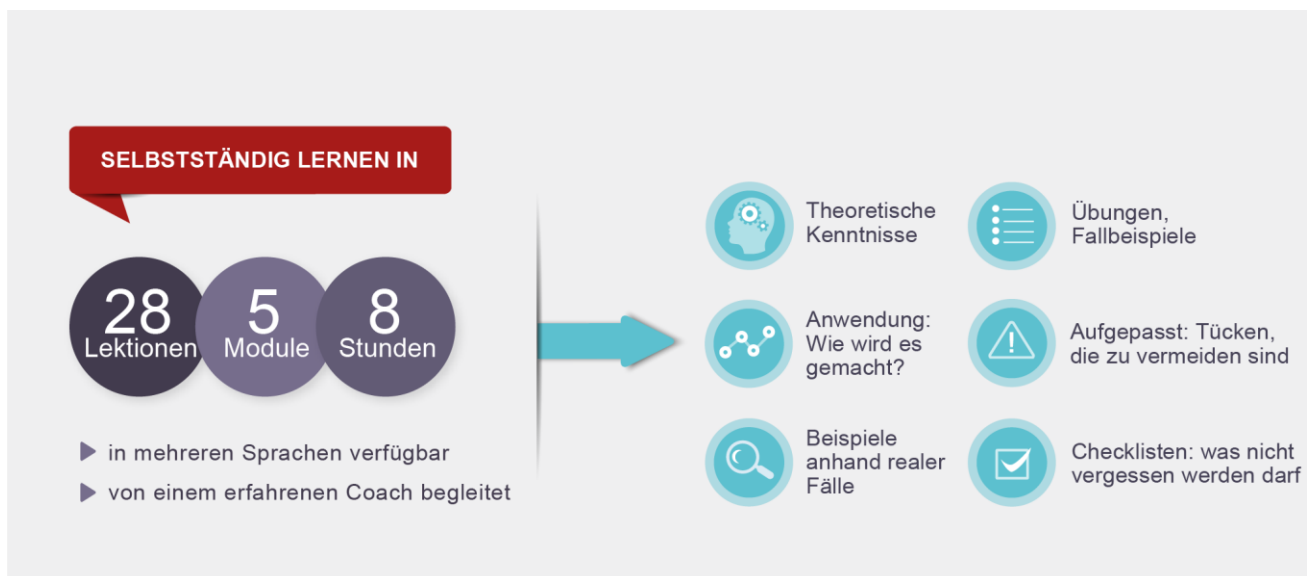 SELBSTSTÄNDIG LERNEN IN
28
Lektionen
5
Module
8
Stunden
in mehreren Sprachen verfügbar
von einem erfahrenen Coach begleitet
Theoretische
Kenntnisse
Übungen,
Fallbeispiele
Anwendung:
Wie wird es
gemacht?
Aufgepasst: Tücken,
die zu vermeiden sind
Beispiele
anhand realer
Fälle
Checklisten: was nicht
vergessen werden darf